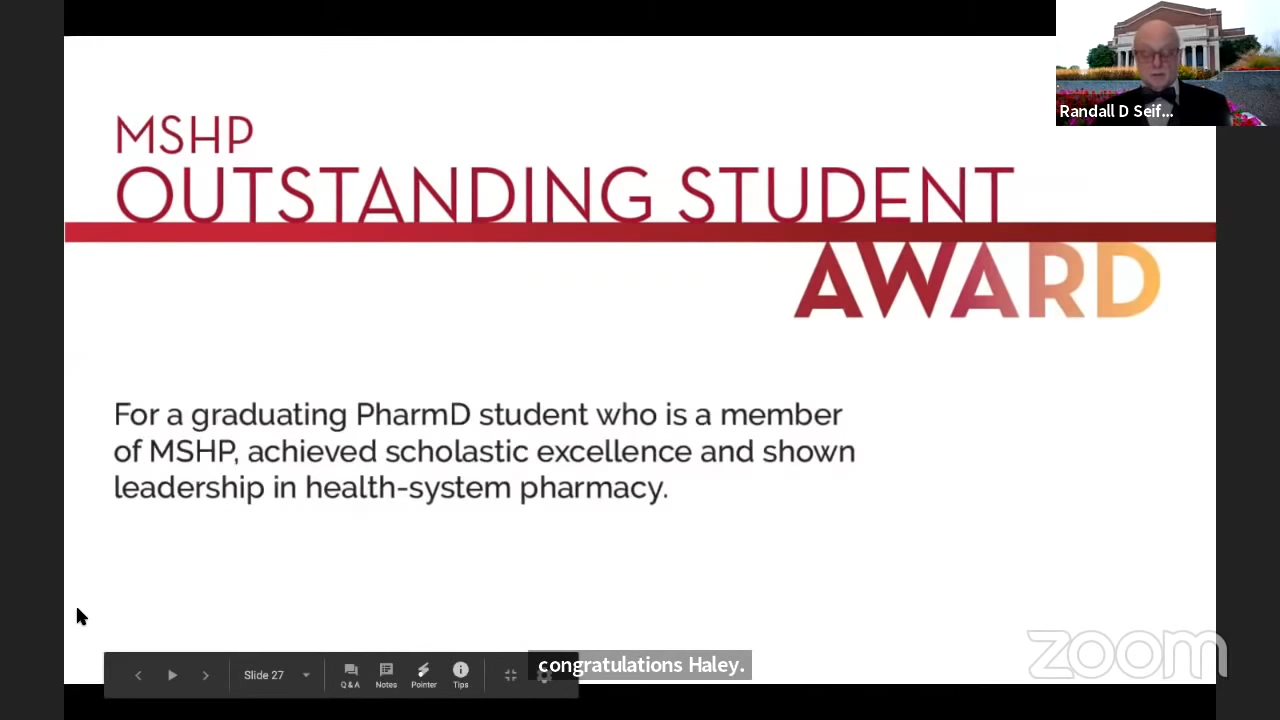 Randall D Seif...
MSHP
OUTSTANDING STUDENT
AWARD
For a graduating PharmD student who is a member
of MSHP, achieved scholastic excellence and shown
leadership in health-system pharmacy.
congratulations Haley.
Slide 27
Q&A
Notes
Pointer
Tips
zoom